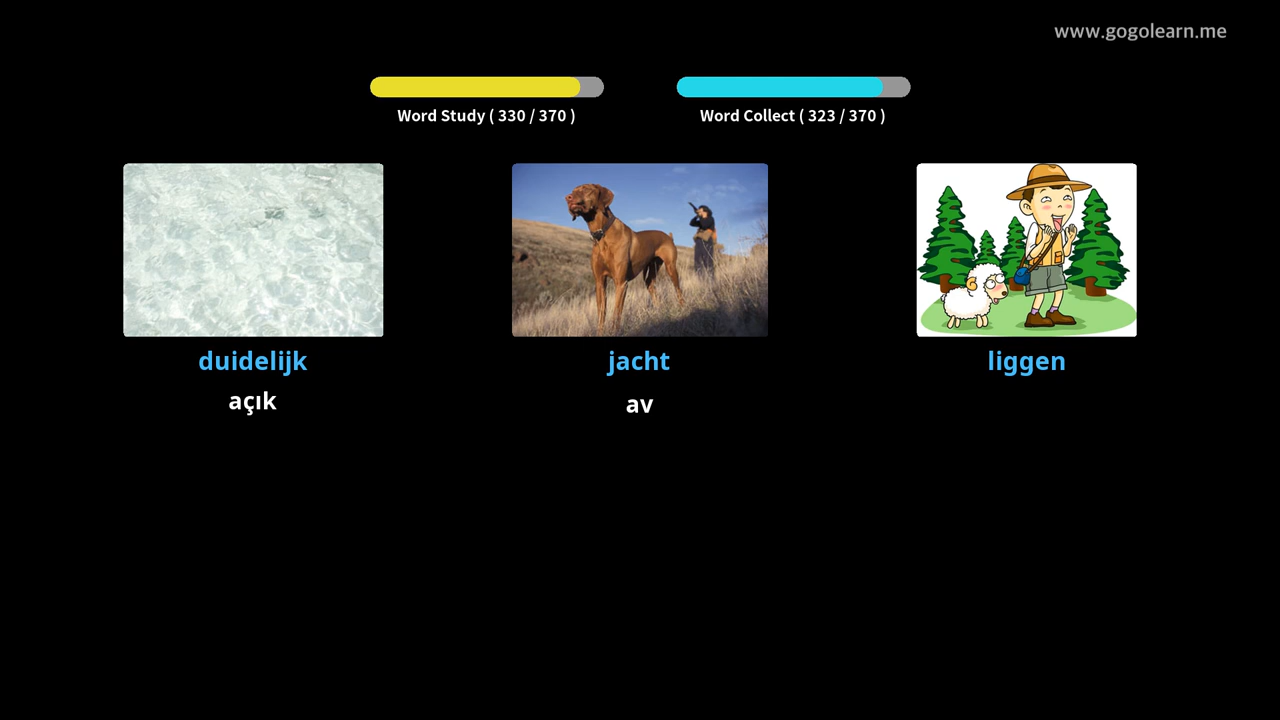 www.gogolearn.me
Word Study ( 330 / 370 )
Word Collect ( 323 / 370 )
duidelijk
jacht
liggen
açık
av